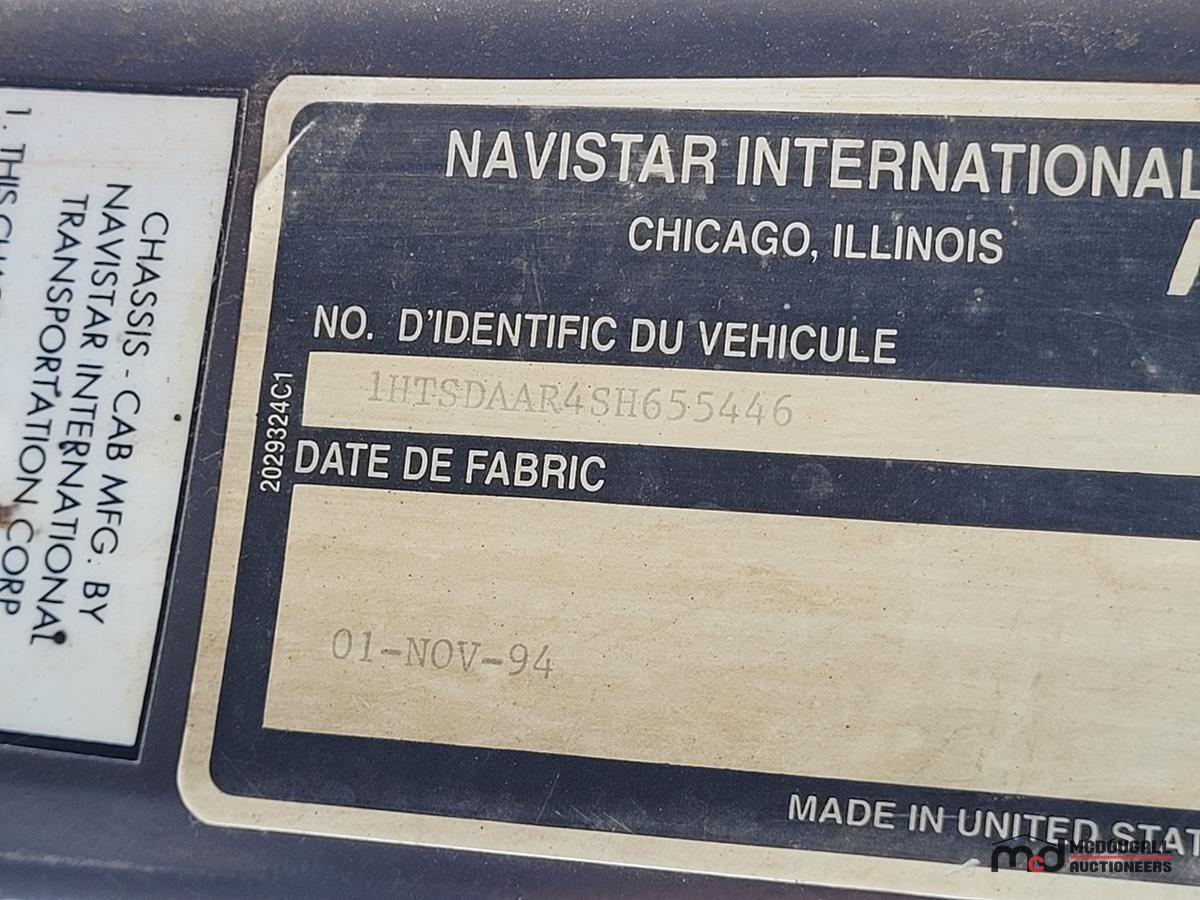 CHASSIS - CAB MFG. BY
NAVISTAR INTERNATIONAL
TRANSPORTATION CORP
1. THIS
NAVISTAR INTERNATIONAL
CHICAGO, ILLINOIS
NO. D'IDENTIFIC DU VEHICULE
1HTSDAAR4SH655446
2029324C1
DATE DE FABRIC
01-NOV-94
MADE IN UNITED STAT
mcd MCDOUGALL
AUCTIONEERS